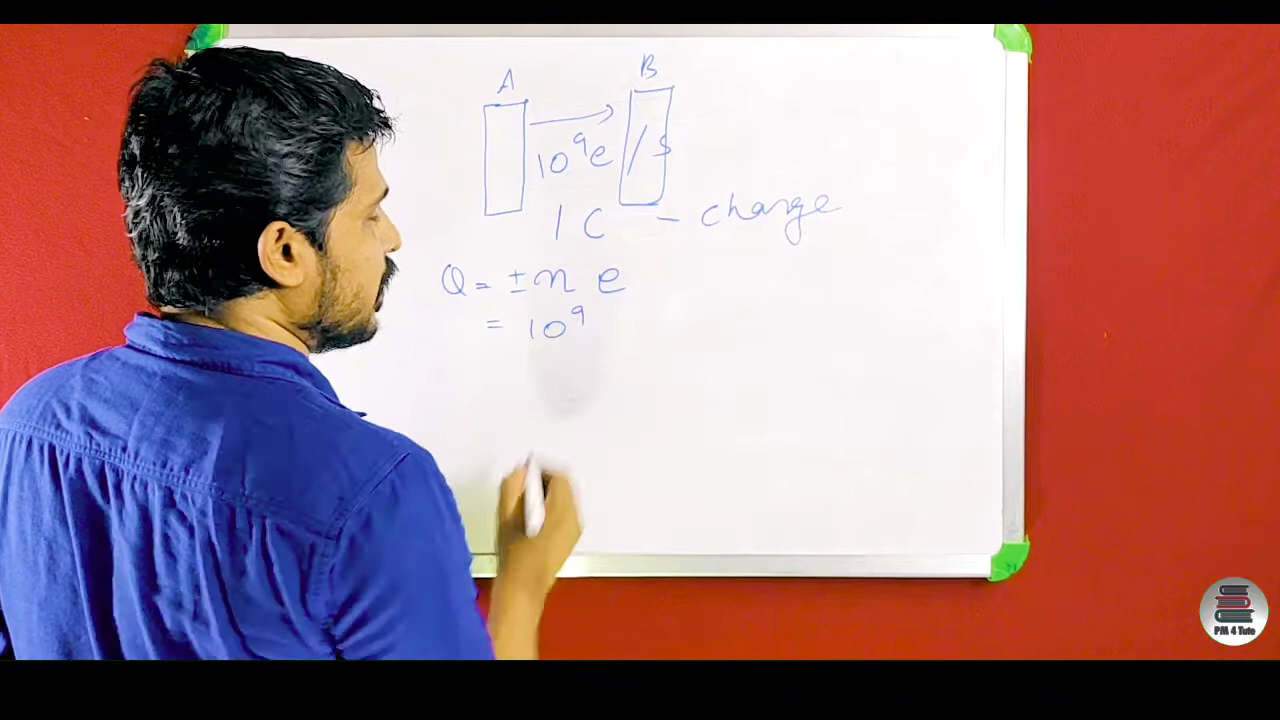 A B
10⁹e / s
1 C - charge
Q = ± n e
= 10⁹
PM 4 Tute